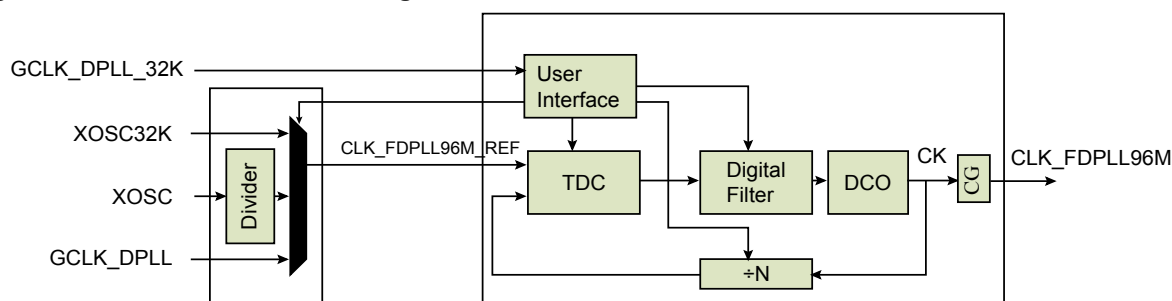 GCLK_DPLL_32K
User
Interface
XOSC32K
CLK_FDPLL96M_REF
CK
CLK_FDPLL96M
Divider
TDC
Digital
Filter
DCO
CG
XOSC
GCLK_DPLL
÷N